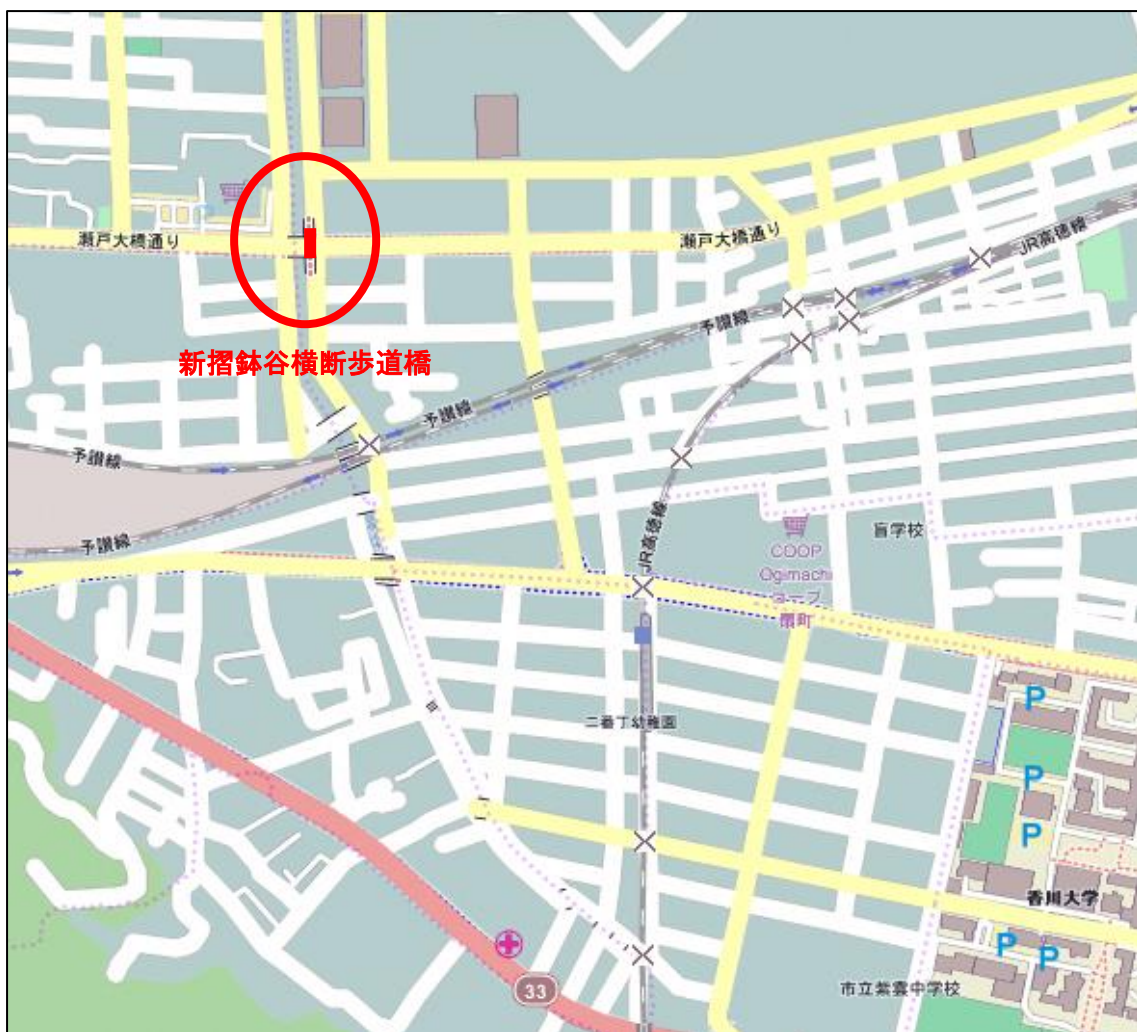 瀬戸大橋通り
瀬戸大橋通り
JR高徳線
予讃線
新摺鉢谷横断歩道橋
予讃線
予讃線
JR高徳線
盲学校
予讃線
COOP
Ogimachi
コープ
扇町
P
二番丁幼稚園
P
P
香川大学
P
P
33
市立紫雲中学校